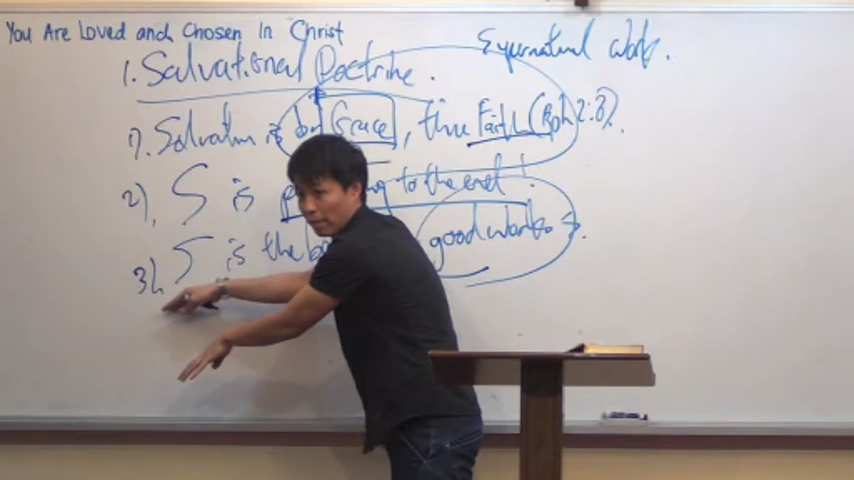 You Are Loved and Chosen In Christ
Supernatural work.
1. Salvational Doctrine.
1). Salvation is by Grace, thru Faith (Eph 2:8).
2). S is to the end!
3). S is the good works